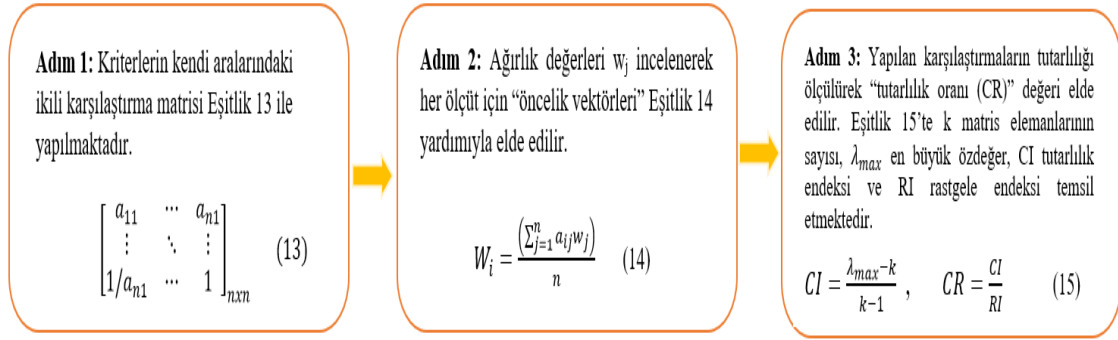 Adım 1: Kriterlerin kendi aralarındaki
ikili karşılaştırma matrisi Eşitlik 13 ile
yapılmaktadır.
[a₁₁ ⋯ aₙ₁
⋮ ⋱ ⋮ (13)
1/aₙ₁ ⋯ 1]ₙₓₙ
Adım 2: Ağırlık değerleri wⱼ incelenerek
her ölçüt için “öncelik vektörleri” Eşitlik 14
yardımıyla elde edilir.
Wᵢ = (∑ⱼ₌₁ⁿ aᵢⱼwⱼ) / n (14)
Adım 3: Yapılan karşılaştırmaların tutarlılığı
ölçülürek “tutarlılık oranı (CR)” değeri elde
edilir. Eşitlik 15’te k matris elemanlarının
sayısı, λₘₐₓ en büyük özdeğer, CI tutarlılık
endeksi ve RI rastgele endeksi temsil
etmektedir.
CI = (λₘₐₓ−k)/(k−1) , CR = CI/RI (15)